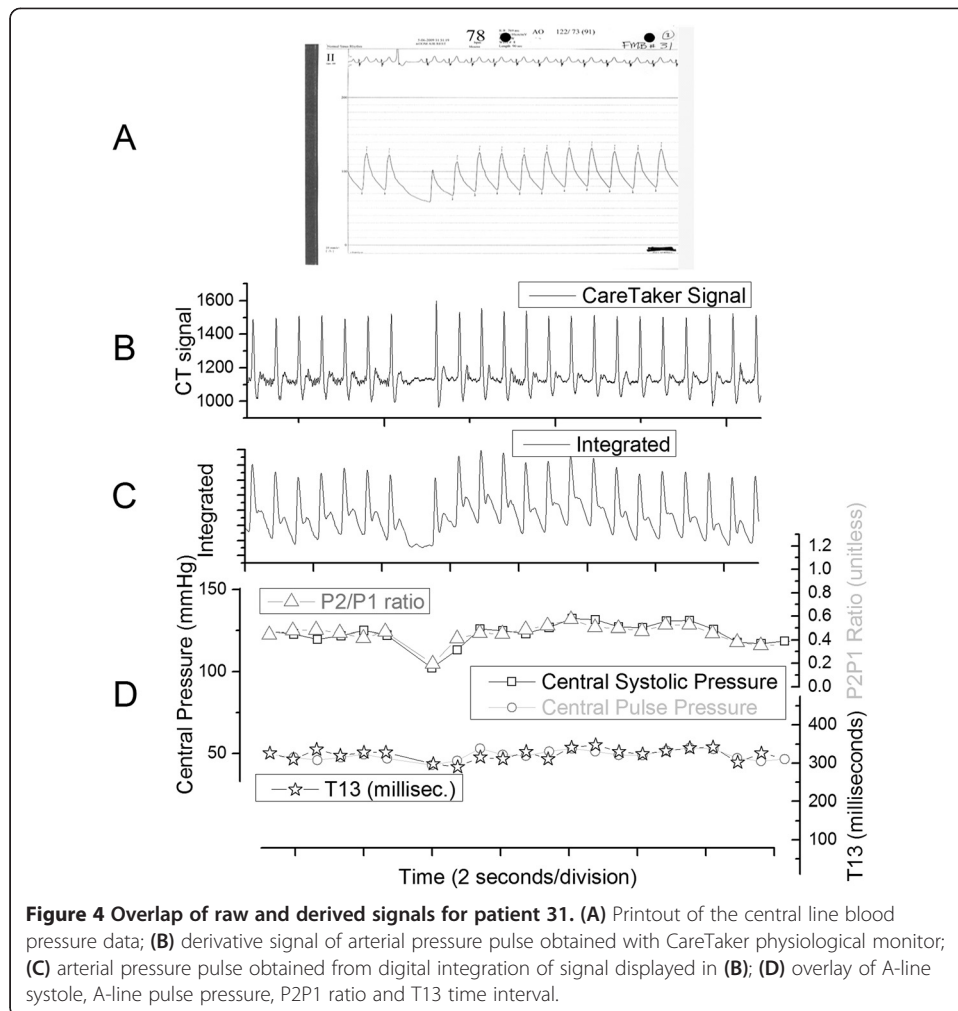 78
AO 122/ 73 (91)
FMB # 31
II
A
B
CT signal
1600
1400
1200
1000
CareTaker Signal
C
Integrated
Integrated
D
Central Pressure (mmHg)
150
100
50
P2/P1 ratio
Central Systolic Pressure
Central Pulse Pressure
T13 (millisec.)
1.2
1.0
0.8
0.6
0.4
0.2
0.0
P2P1 Ratio (unitless)
400
300
200
100
T13 (milliseconds)
Time (2 seconds/division)
Figure 4 Overlap of raw and derived signals for patient 31. (A) Printout of the central line blood
pressure data; (B) derivative signal of arterial pressure pulse obtained with CareTaker physiological monitor;
(C) arterial pressure pulse obtained from digital integration of signal displayed in (B); (D) overlay of A-line
systole, A-line pulse pressure, P2P1 ratio and T13 time interval.